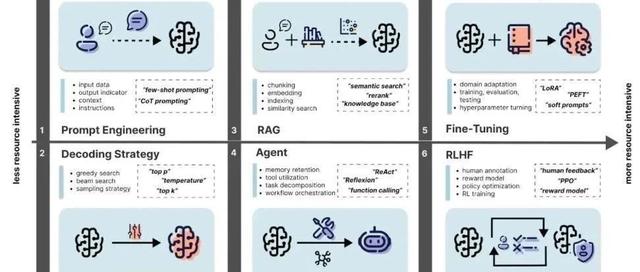 less resource intensive
• input data
• output indicator
• context
• instructions
"few-shot prompting"
"CoT prompting"
1 Prompt Engineering
• chunking
• embedding
• indexing
• similarity search
"semantic search"
"rerank"
"knowledge base"
3 RAG
• domain adaptation
• training, evaluation,
testing
• hyperparameter turning
"LoRA"
"PEFT"
"soft prompts"
5 Fine-Tuning
2 Decoding Strategy
• greedy search
• beam search
• sampling strategy
"top p"
"temperature"
"top k"
4 Agent
• memory retention
• tool utilization
• task decomposition
• workflow orchestration
"ReAct"
"Reflexion"
"function calling"
6 RLHF
• human annotation
• reward model
• policy optimization
• RL training
"human feedback"
"PPO"
"reward model"
more resource intensive